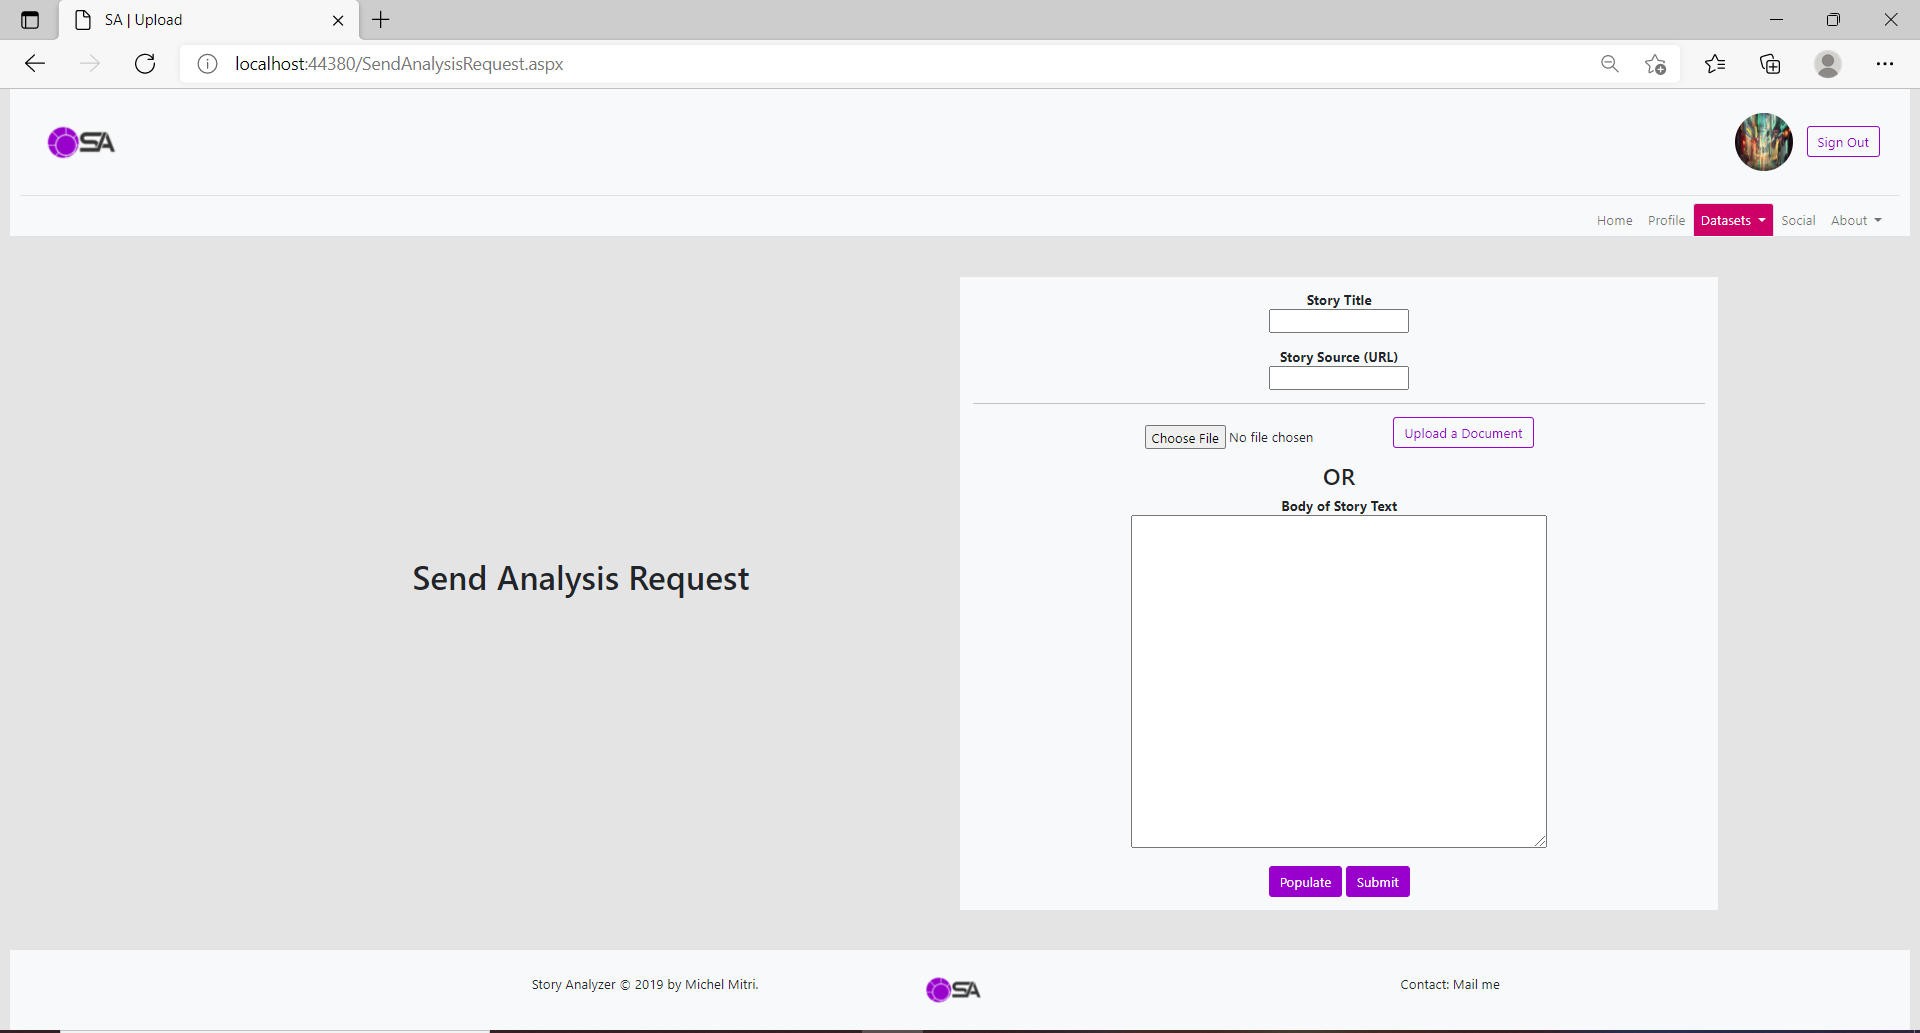 SA | Upload
localhost:44380/SendAnalysisRequest.aspx
SA
Sign Out
Home Profile Datasets Social About
Story Title
Story Source (URL)
Choose File No file chosen Upload a Document
OR
Body of Story Text
Send Analysis Request
Populate Submit
Story Analyzer © 2019 by Michel Mitri. SA Contact: Mail me